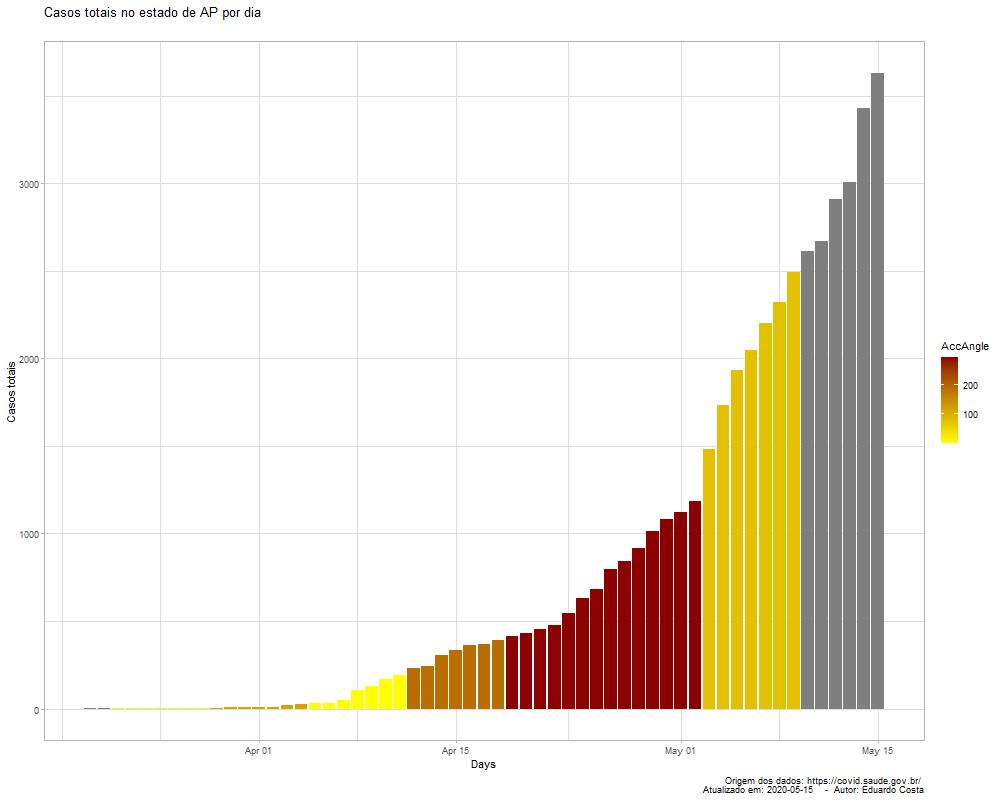 Casos totais no estado de AP por dia
3000
2000
1000
0
Casos totais
Apr 01
Apr 15
May 01
May 15
Days
AccAngle
200
100
Origem dos dados: https://covid.saude.gov.br/
Atualizado em: 2020-05-15 - Autor: Eduardo Costa